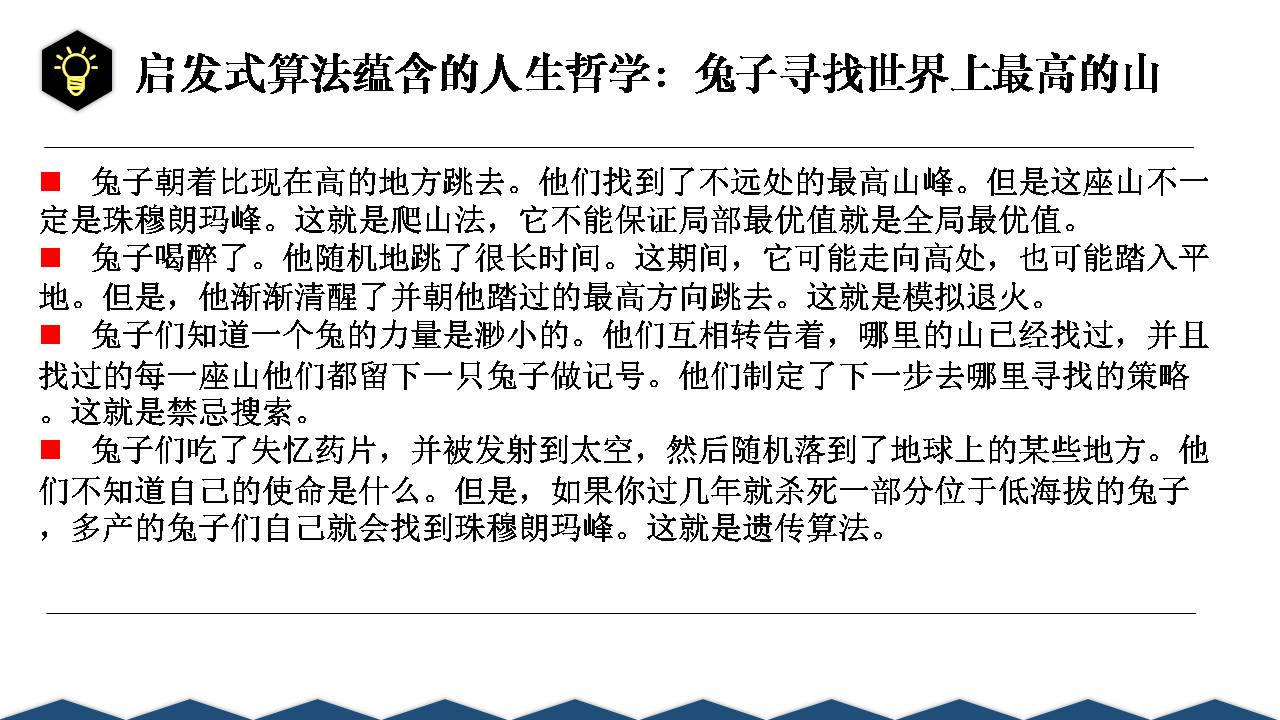 启发式算法蕴含的人生哲学：兔子寻找世界上最高的山
■ 兔子朝着比现在高的地方跳去。他们找到了不远处的最高山峰。但是这座山不一
定是珠穆朗玛峰。这就是爬山法，它不能保证局部最优值就是全局最优值。
■ 兔子喝醉了。他随机地跳了很长时间。这期间，它可能走向高处，也可能踏入平
地。但是，他渐渐清醒了并朝他踏过的最高方向跳去。这就是模拟退火。
■ 兔子们知道一个兔的力量是渺小的。他们互相转告着，哪里的山已经找过，并且
找过的每一座山他们都留下一只兔子做记号。他们制定了下一步去哪里寻找的策略
。这就是禁忌搜索。
■ 兔子们吃了失忆药片，并被发射到太空，然后随机落到了地球上的某些地方。他
们不知道自己的使命是什么。但是，如果你过几年就杀死一部分位于低海拔的兔子
，多产的兔子们自己就会找到珠穆朗玛峰。这就是遗传算法。